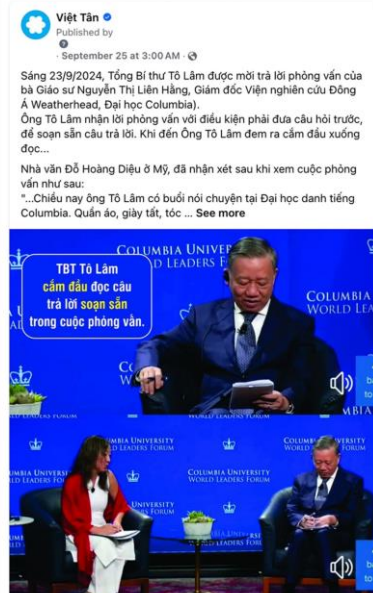 Việt Tân
Published by
· September 25 at 3:00 AM ·
Sáng 23/9/2024, Tổng Bí thư Tô Lâm được mời trả lời phỏng vấn của
bà Giáo sư Nguyễn Thị Liên Hằng, Giám đốc Viện nghiên cứu Đông
Á Weatherhead, Đại học Columbia).
Ông Tô Lâm nhận lời phỏng vấn với điều kiện phải đưa câu hỏi trước,
để soạn sẵn câu trả lời. Khi đến Ông Tô Lâm đem ra cắm đầu xuống
đọc...
Nhà văn Đỗ Hoàng Diệu ở Mỹ, đã nhận xét sau khi xem cuộc phỏng
vấn như sau:
"...Chiều nay ông Tô Lâm có buổi nói chuyện tại Đại học danh tiếng
Columbia. Quần áo, giày tất, tóc ... See more
COLUMBIA UNIVER
D LEADERS F
TBT Tô Lâm
cắm đầu đọc câu
trả lời soạn sẵn
trong cuộc phỏng vấn.
COLUMBIA
WORLD LEA
COLUMBIA UNIVERSITY
WORLD LEADERS FORUM
COLUMBIA UNIVERSITY
WORLD LEADERS FORUM